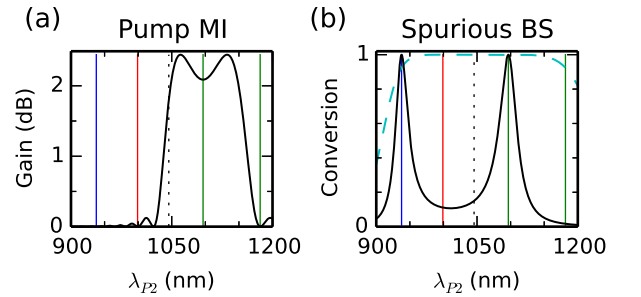 (a)
Pump MI
Gain (dB)
2
1
0
900
1050
1200
λP2 (nm)
(b)
Spurious BS
Conversion
1
0
900
1050
1200
λP2 (nm)